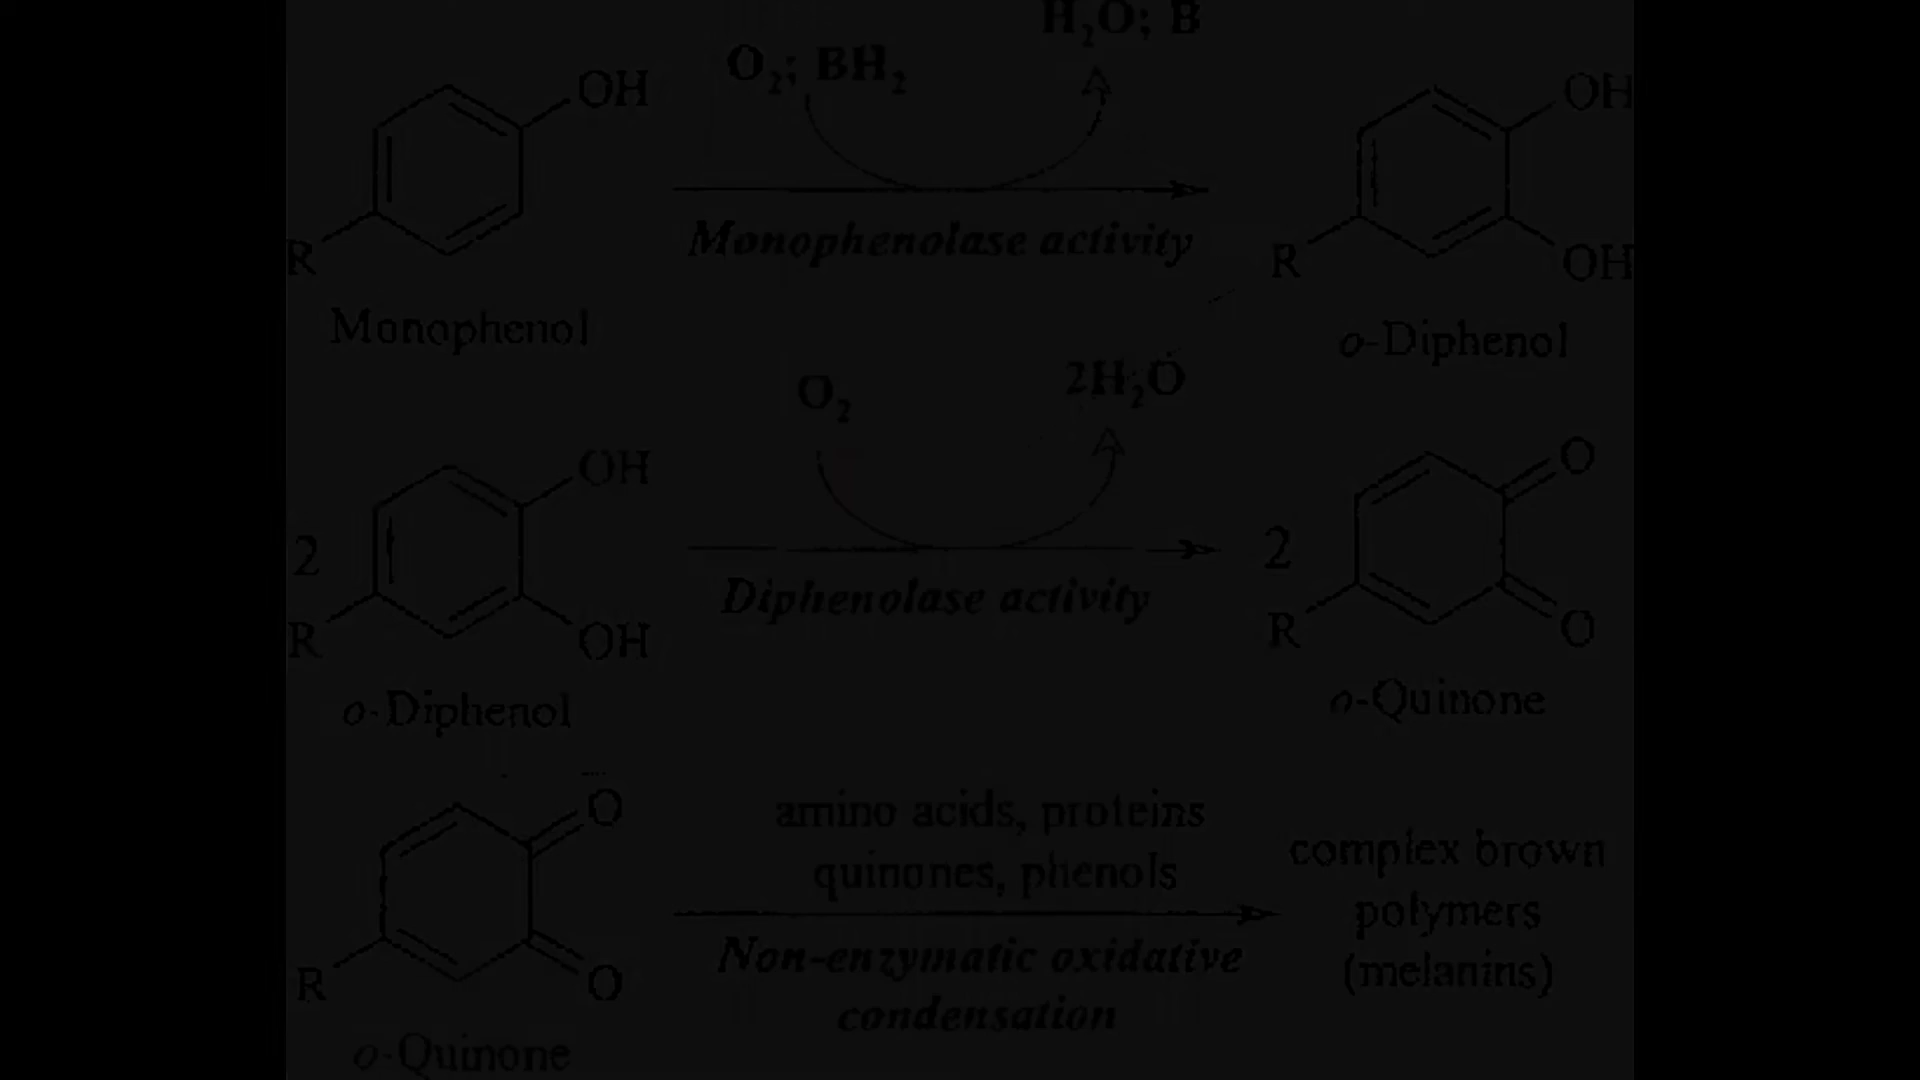 H₂O; B
O₂; BH₂
OH
OH
Monophenolase activity
R
R
OH
Monophenol
o-Diphenol
O₂
2H₂O
OH
O
2
2
Diphenolase activity
R
OH
R
O
o-Diphenol
o-Quinone
O
amino acids, proteins
quinones, phenols
complex brown
polymers
(melanins)
Non-enzymatic oxidative
condensation
R
O
o-Quinone